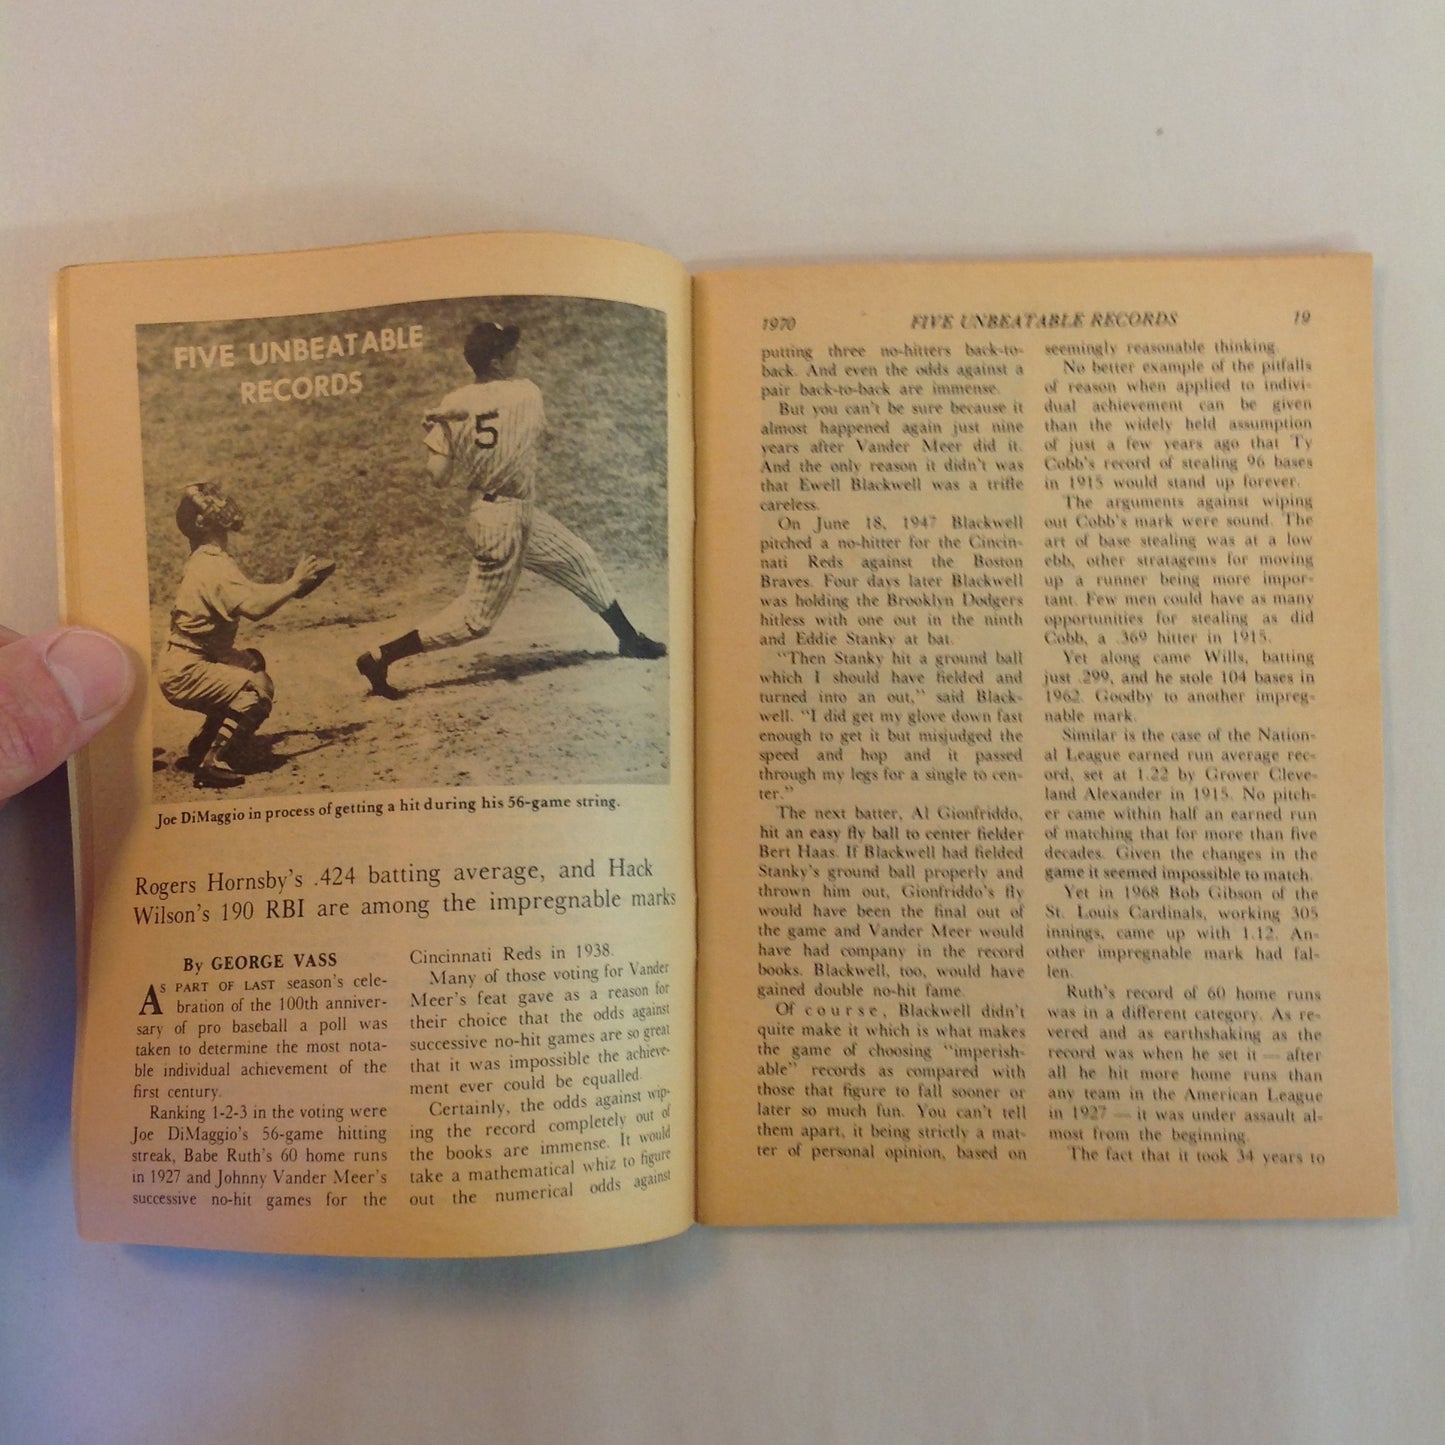 FIVE UNBEATABLE
RECORDS
5
Joe DiMaggio in process of getting a hit during his 56-game string.
Rogers Hornsby's .424 batting average, and Hack
Wilson's 190 RBI are among the impregnable marks
By GEORGE VASS
AS PART OF LAST season's cele-
bration of the 100th anniver-
sary of pro baseball a poll was
taken to determine the most nota-
ble individual achievement of the
first century.
Ranking 1-2-3 in the voting were
Joe DiMaggio's 56-game hitting
streak, Babe Ruth's 60 home runs
in 1927 and Johnny Vander Meer's
successive no-hit games for the
Cincinnati Reds in 1938.
Many of those voting for Vander
Meer's feat gave as a reason for
their choice that the odds against
successive no-hit games are so great
that it was impossible the achieve-
ment ever could be equalled.
Certainly, the odds against wip-
ing the record completely out of
the books are immense. It would
take a mathematical whiz to figure
out the numerical odds against
1970 FIVE UNBEATABLE RECORDS 19
putting three no-hitters back-to-
back. And even the odds against a
pair back-to-back are immense.
But you can't be sure because it
almost happened again just nine
years after Vander Meer did it.
And the only reason it didn't was
that Ewell Blackwell was a trifle
careless.
On June 18, 1947 Blackwell
pitched a no-hitter for the Cincin-
nati Reds against the Boston
Braves. Four days later Blackwell
was holding the Brooklyn Dodgers
hitless with one out in the ninth
and Eddie Stanky at bat.
"Then Stanky hit a ground ball
which I should have fielded and
turned into an out," said Black-
well. "I did get my glove down fast
enough to get it but misjudged the
speed and hop and it passed
through my legs for a single to cen-
ter."
The next batter, Al Gionfriddo,
hit an easy fly ball to center fielder
Bert Haas. If Blackwell had fielded
Stanky's ground ball properly and
thrown him out, Gionfriddo's fly
would have been the final out of
the game and Vander Meer would
have had company in the record
books. Blackwell, too, would have
gained double no-hit fame.
Of course, Blackwell didn't
quite make it which is what makes
the game of choosing "imperish-
able" records as compared with
those that figure to fall sooner or
later so much fun. You can't tell
them apart, it being strictly a mat-
ter of personal opinion, based on
seemingly reasonable thinking.
No better example of the pitfalls
of reason when applied to indivi-
dual achievement can be given
than the widely held assumption
of just a few years ago that Ty
Cobb's record of stealing 96 bases
in 1915 would stand up forever.
The arguments against wiping
out Cobb's mark were sound. The
art of base stealing was at a low
ebb, other stratagems for moving
up a runner being more impor-
tant. Few men could have as many
opportunities for stealing as did
Cobb, a .369 hitter in 1915.
Yet along came Wills, batting
just .299, and he stole 104 bases in
1962. Goodby to another impreg-
nable mark.
Similar is the case of the Nation-
al League earned run average rec-
ord, set at 1.22 by Grover Cleve-
land Alexander in 1915. No pitch-
er came within half an earned run
of matching that for more than five
decades. Given the changes in the
game it seemed impossible to match.
Yet in 1968 Bob Gibson of the
St. Louis Cardinals, working 305
innings, came up with 1.12. An-
other impregnable mark had fal-
len.
Ruth's record of 60 home runs
was in a different category. As re-
vered and as earthshaking as the
record was when he set it — after
all he hit more home runs than
any team in the American League
in 1927 — it was under assault al-
most from the beginning.
The fact that it took 34 years to